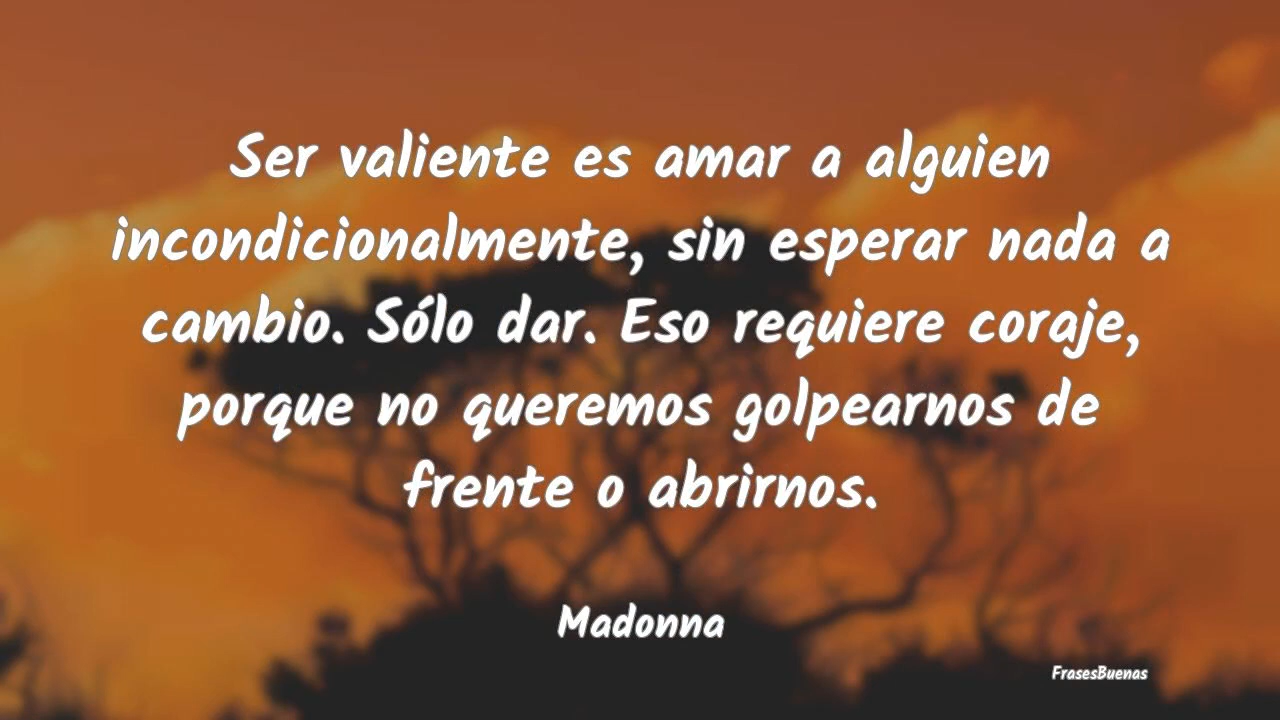 Ser valiente es amar a alguien
incondicionalmente, sin esperar nada a
cambio. Sólo dar. Eso requiere coraje,
porque no queremos golpearnos de
frente o abrirnos.
Madonna
FrasesBuenas